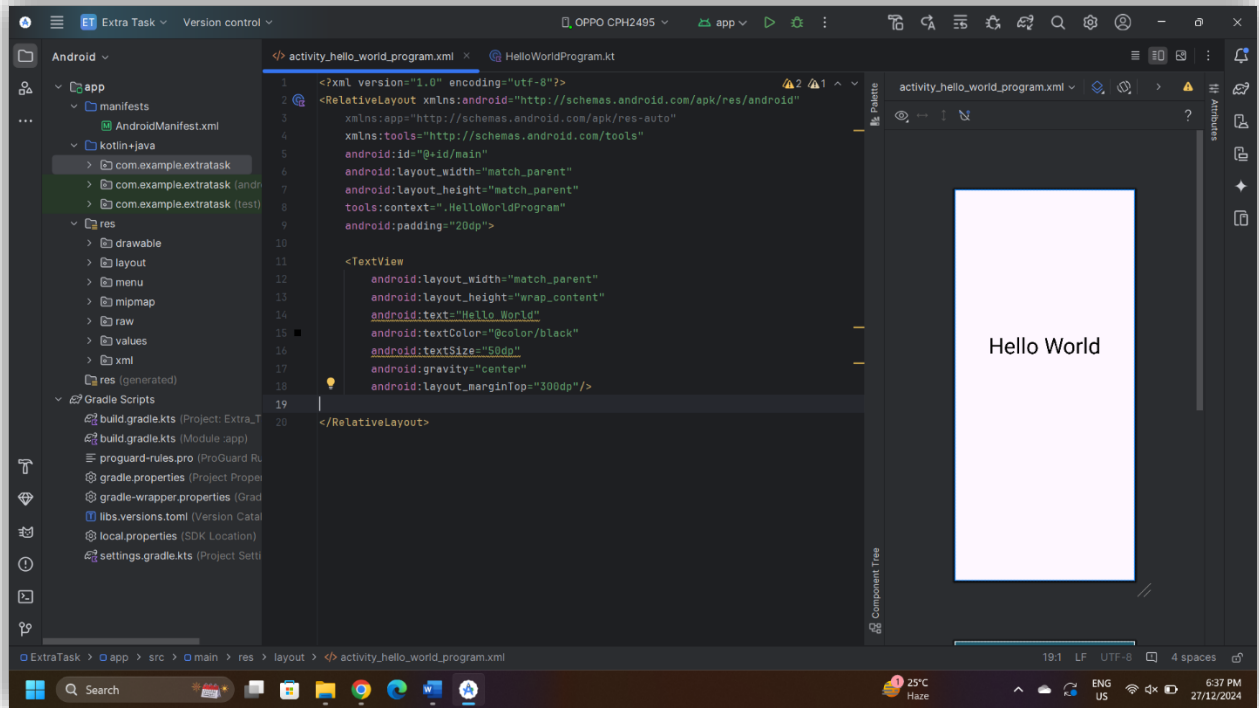 ET Extra Task Version control OPPO CPH2495 app
Android
activity_hello_world_program.xml
HelloWorldProgram.kt
app
manifests
AndroidManifest.xml
kotlin+java
com.example.extratask
com.example.extratask (andr
com.example.extratask (test)
res
drawable
layout
menu
mipmap
raw
values
xml
res (generated)
Gradle Scripts
build.gradle.kts (Project: Extra_T
build.gradle.kts (Module :app)
proguard-rules.pro (ProGuard Ru
gradle.properties (Project Proper
gradle-wrapper.properties (Grad
libs.versions.toml (Version Catal
local.properties (SDK Location)
settings.gradle.kts (Project Setti
1 <?xml version="1.0" encoding="utf-8"?> 2 1
2 <RelativeLayout xmlns:android="http://schemas.android.com/apk/res/android"
3 xmlns:app="http://schemas.android.com/apk/res-auto"
4 xmlns:tools="http://schemas.android.com/tools"
5 android:id="@+id/main"
6 android:layout_width="match_parent"
7 android:layout_height="match_parent"
8 tools:context=".HelloWorldProgram"
9 android:padding="20dp">
10
11 <TextView
12 android:layout_width="match_parent"
13 android:layout_height="wrap_content"
14 android:text="Hello World"
15 android:textColor="@color/black"
16 android:textSize="50dp"
17 android:gravity="center"
18 android:layout_marginTop="300dp"/>
19
20 </RelativeLayout>
Palette
Component Tree
activity_hello_world_program.xml
?
Attributes
Hello World
ExtraTask > app > src > main > res > layout > activity_hello_world_program.xml
19:1 LF UTF-8 4 spaces
Search
1
25°C
Haze
ENG
US
6:37 PM
27/12/2024